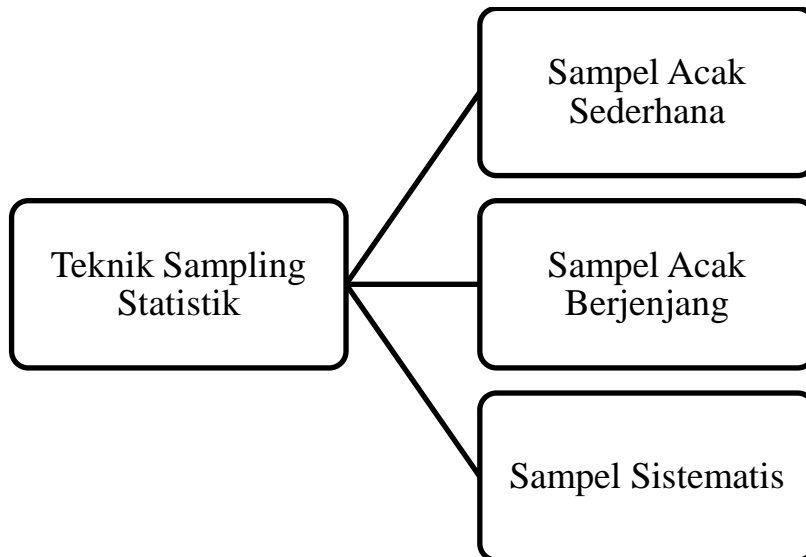 Teknik Sampling
Statistik
Sampel Acak
Sederhana
Sampel Acak
Berjenjang
Sampel Sistematis